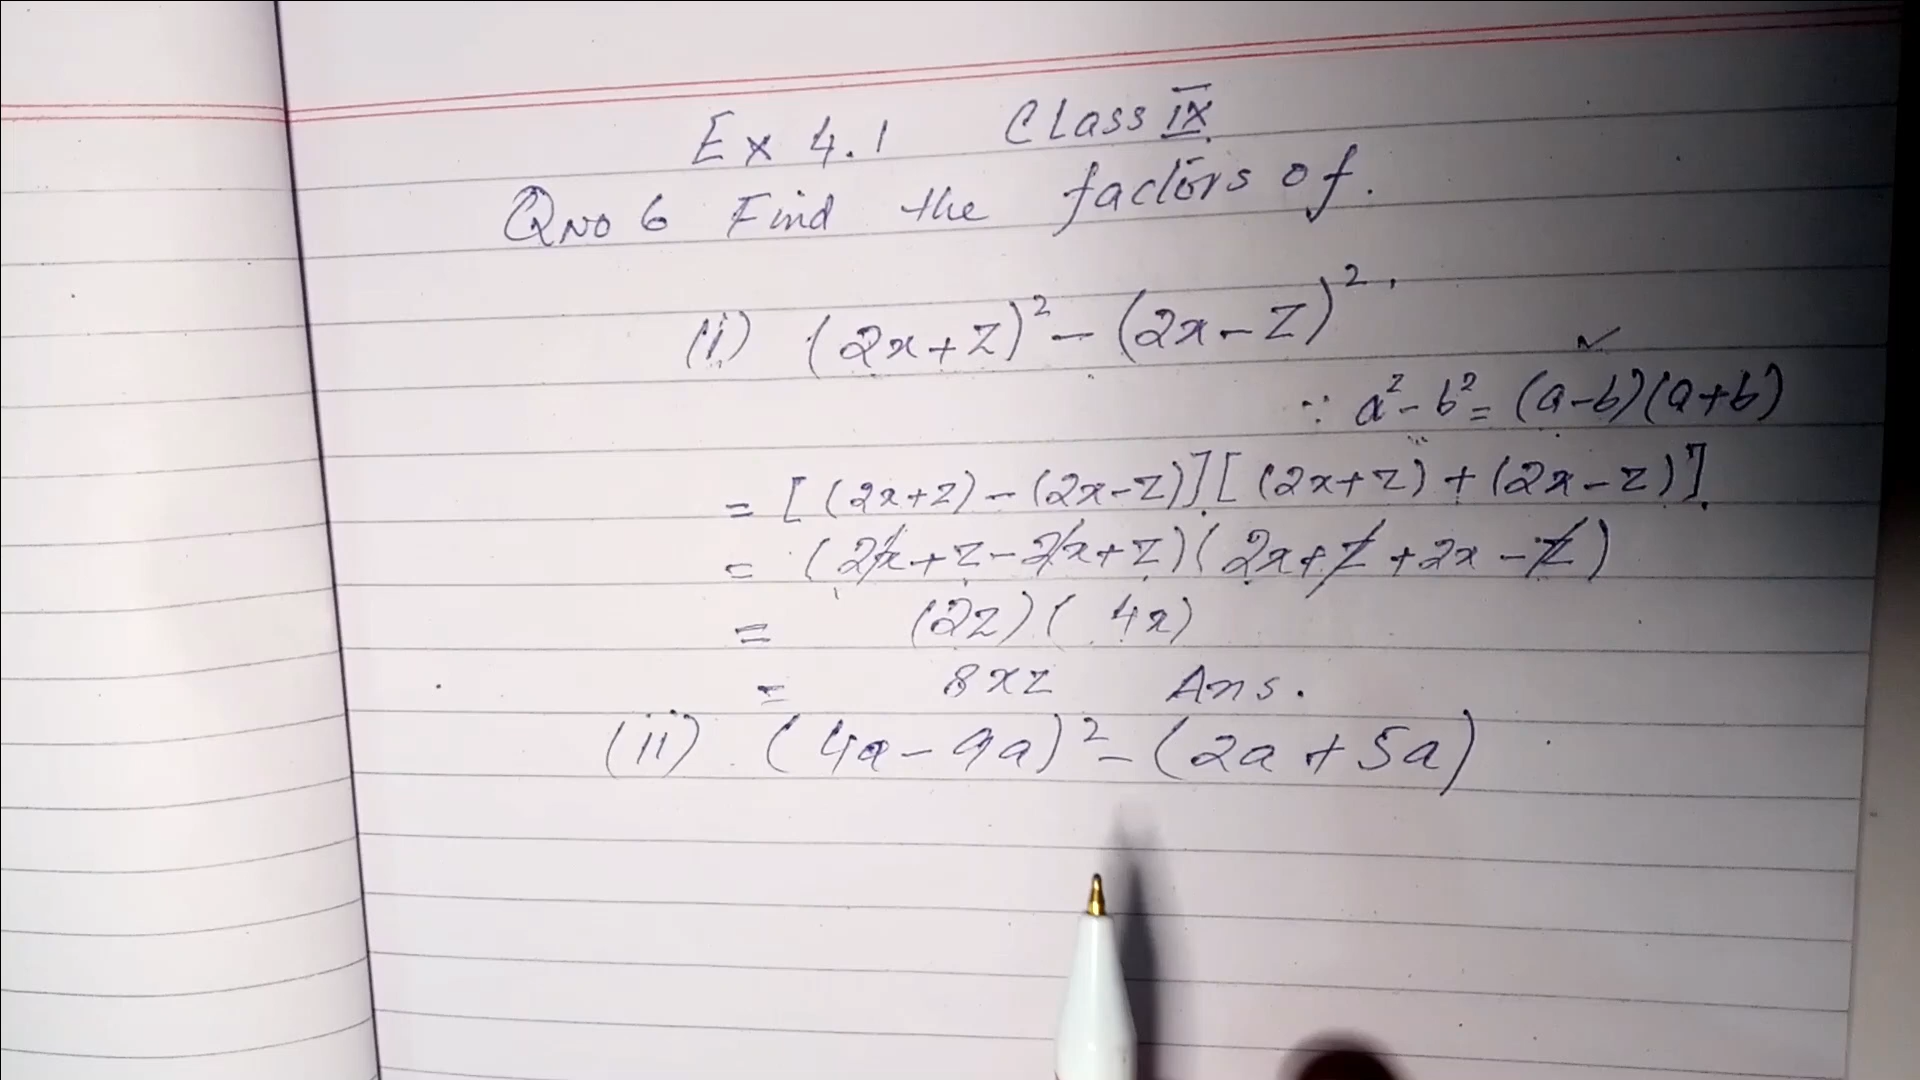 Ex 4.1 Class IX
Q No 6 Find the factors of.
(i) (2x+z)² - (2x-z)².
∵ a² - b² = (a-b)(a+b)
= [(2x+z) - (2x-z)][(2x+z) + (2x-z)]
= (2x+z-2x+z)(2x+z+2x-z)
= (2z)(4x)
= 8xz Ans.
(ii) (4a-9a)² - (2a+5a)